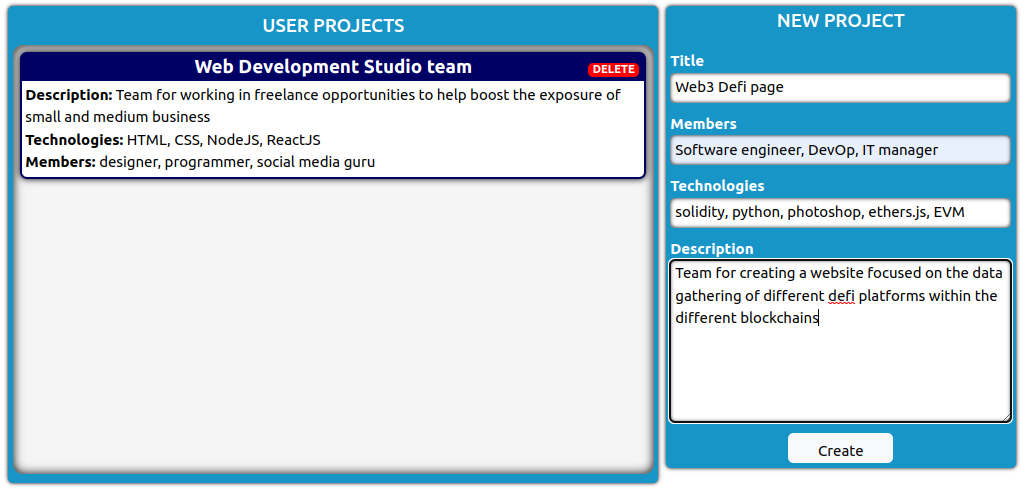 USER PROJECTS
Web Development Studio team
DELETE
Description: Team for working in freelance opportunities to help boost the exposure of
small and medium business
Technologies: HTML, CSS, NodeJS, ReactJS
Members: designer, programmer, social media guru
NEW PROJECT
Title
Web3 Defi page
Members
Software engineer, DevOp, IT manager
Technologies
solidity, python, photoshop, ethers.js, EVM
Description
Team for creating a website focused on the data
gathering of different defi platforms within the
different blockchains
Create